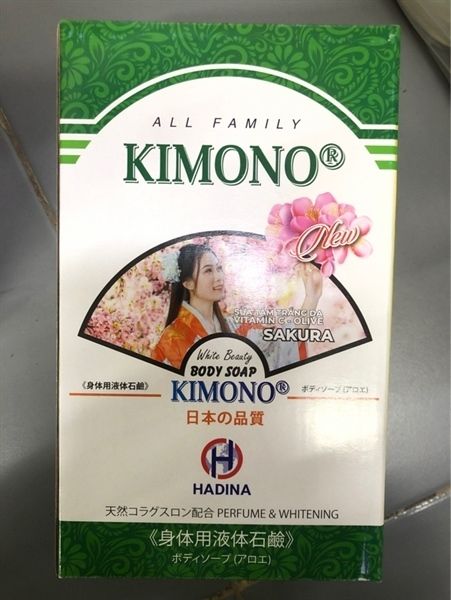 ALL FAMILY
KIMONO®
New
SỮA TẮM TRẮNG DA
VITAMIN C+OLIVE
SAKURA
White Beauty
BODY SOAP
《身体用液体石鹸》
KIMONO®
ボディソープ (アロエ)
日本の品質
H
HADINA
天然コラグスロン配合 PERFUME & WHITENING
《身体用液体石鹸》
ボディソープ (アロエ)